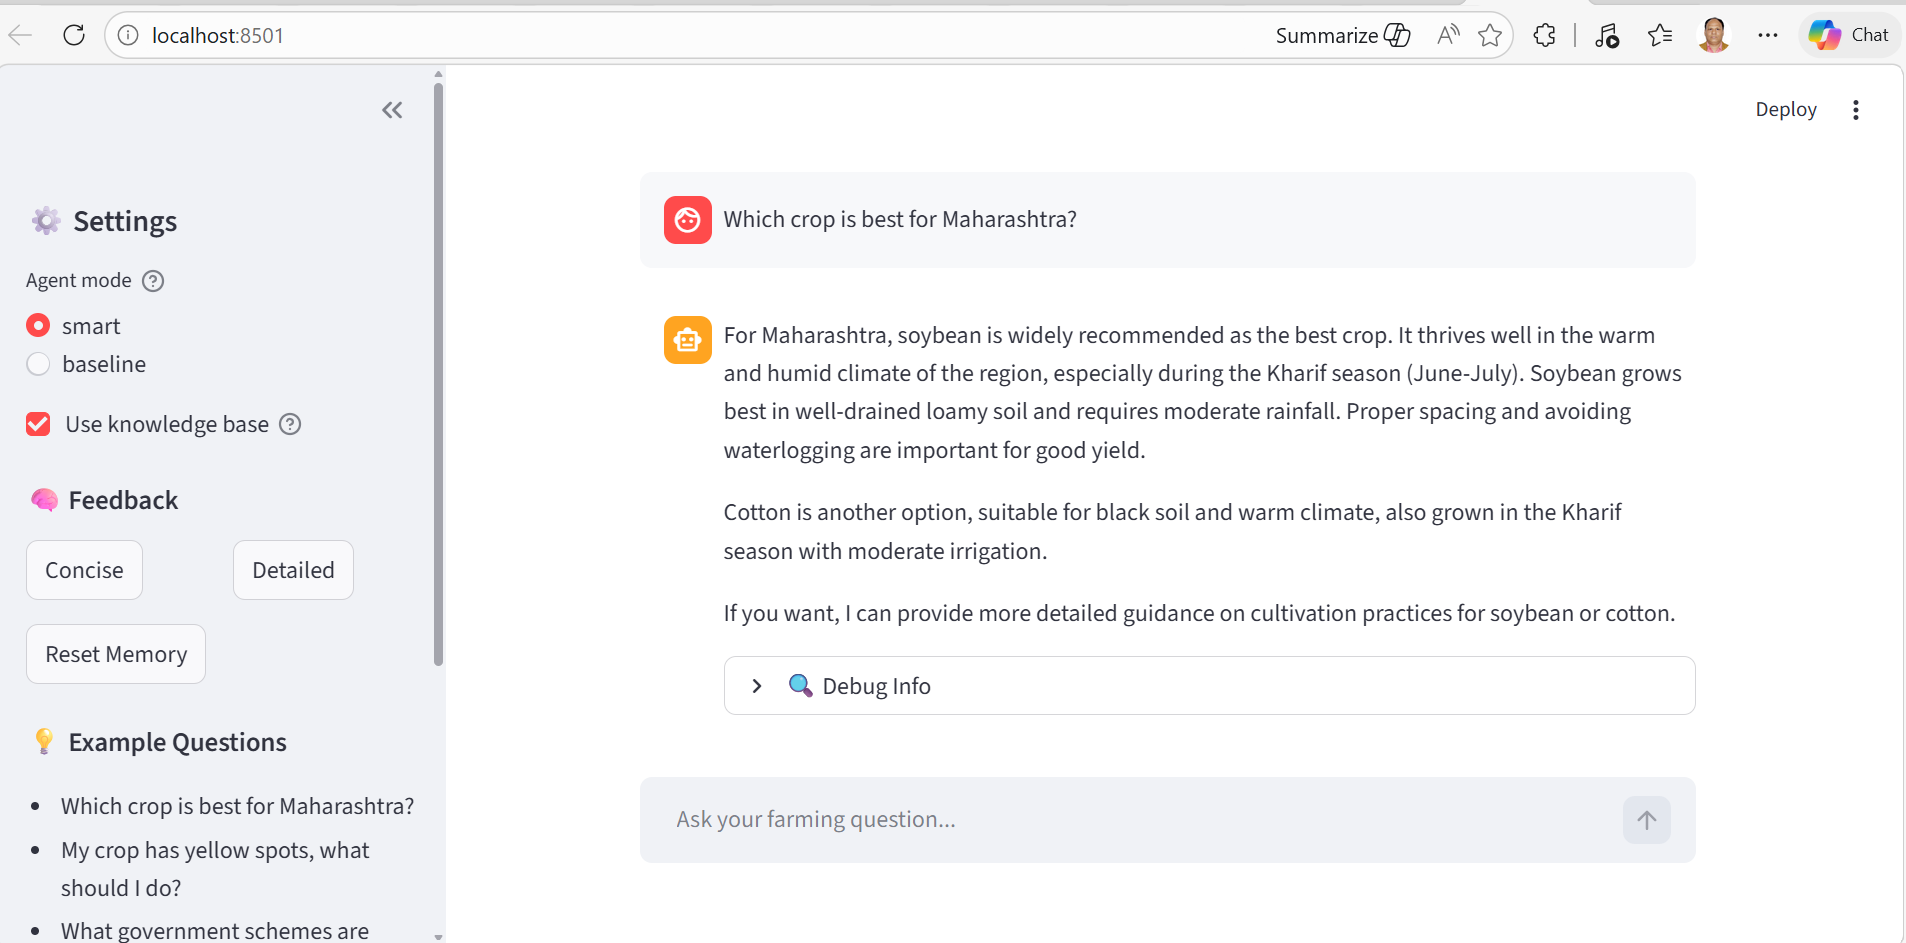 localhost:8501
Summarize
Chat
Deploy
Settings
Agent mode
smart
baseline
Use knowledge base
Feedback
Concise
Detailed
Reset Memory
Example Questions
Which crop is best for Maharashtra?
My crop has yellow spots, what
should I do?
What government schemes are
Which crop is best for Maharashtra?
For Maharashtra, soybean is widely recommended as the best crop. It thrives well in the warm
and humid climate of the region, especially during the Kharif season (June-July). Soybean grows
best in well-drained loamy soil and requires moderate rainfall. Proper spacing and avoiding
waterlogging are important for good yield.
Cotton is another option, suitable for black soil and warm climate, also grown in the Kharif
season with moderate irrigation.
If you want, I can provide more detailed guidance on cultivation practices for soybean or cotton.
Debug Info
Ask your farming question...